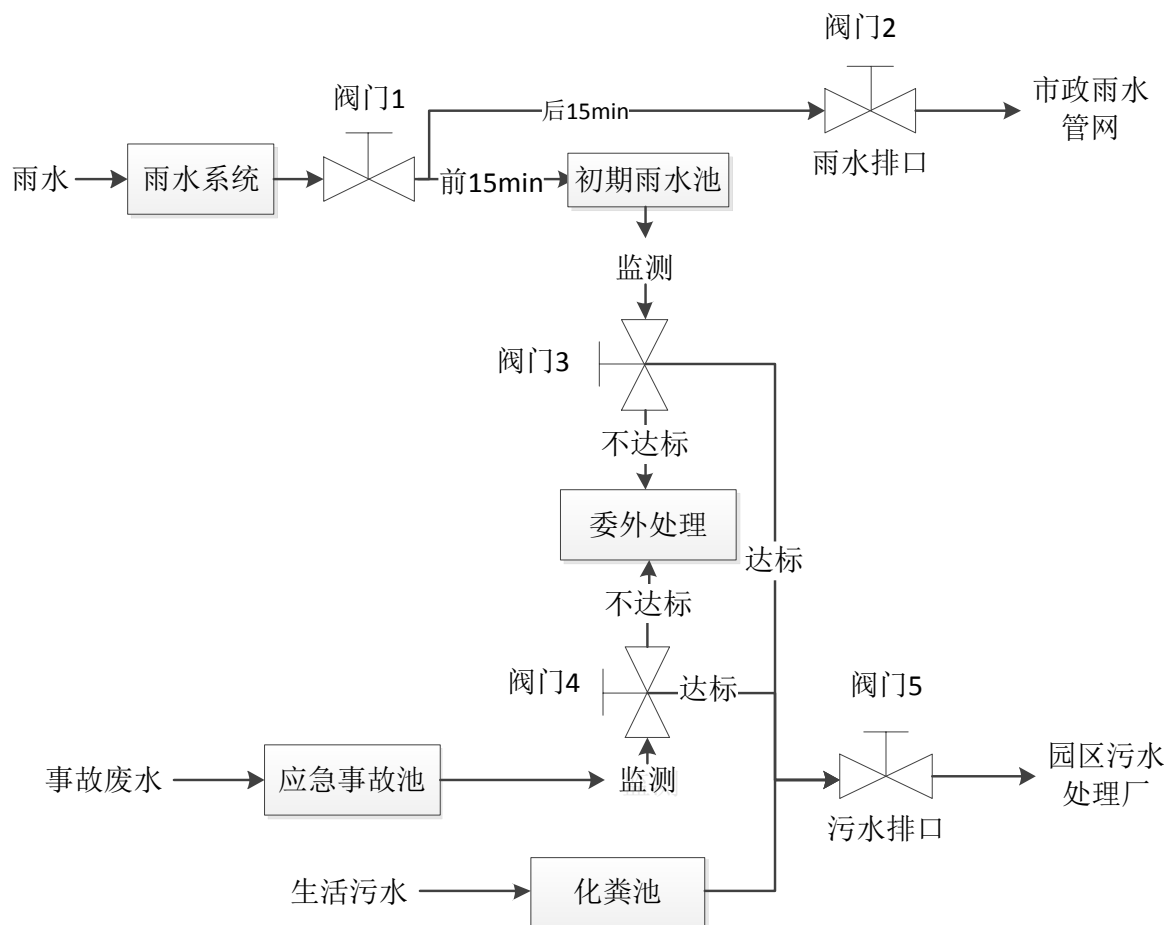 阀门2
阀门1
后15min
市政雨水
管网
雨水排口
雨水
雨水系统
前15min
初期雨水池
监测
阀门3
不达标
委外处理
达标
不达标
阀门4
达标
阀门5
事故废水
应急事故池
监测
园区污水
处理厂
污水排口
生活污水
化粪池